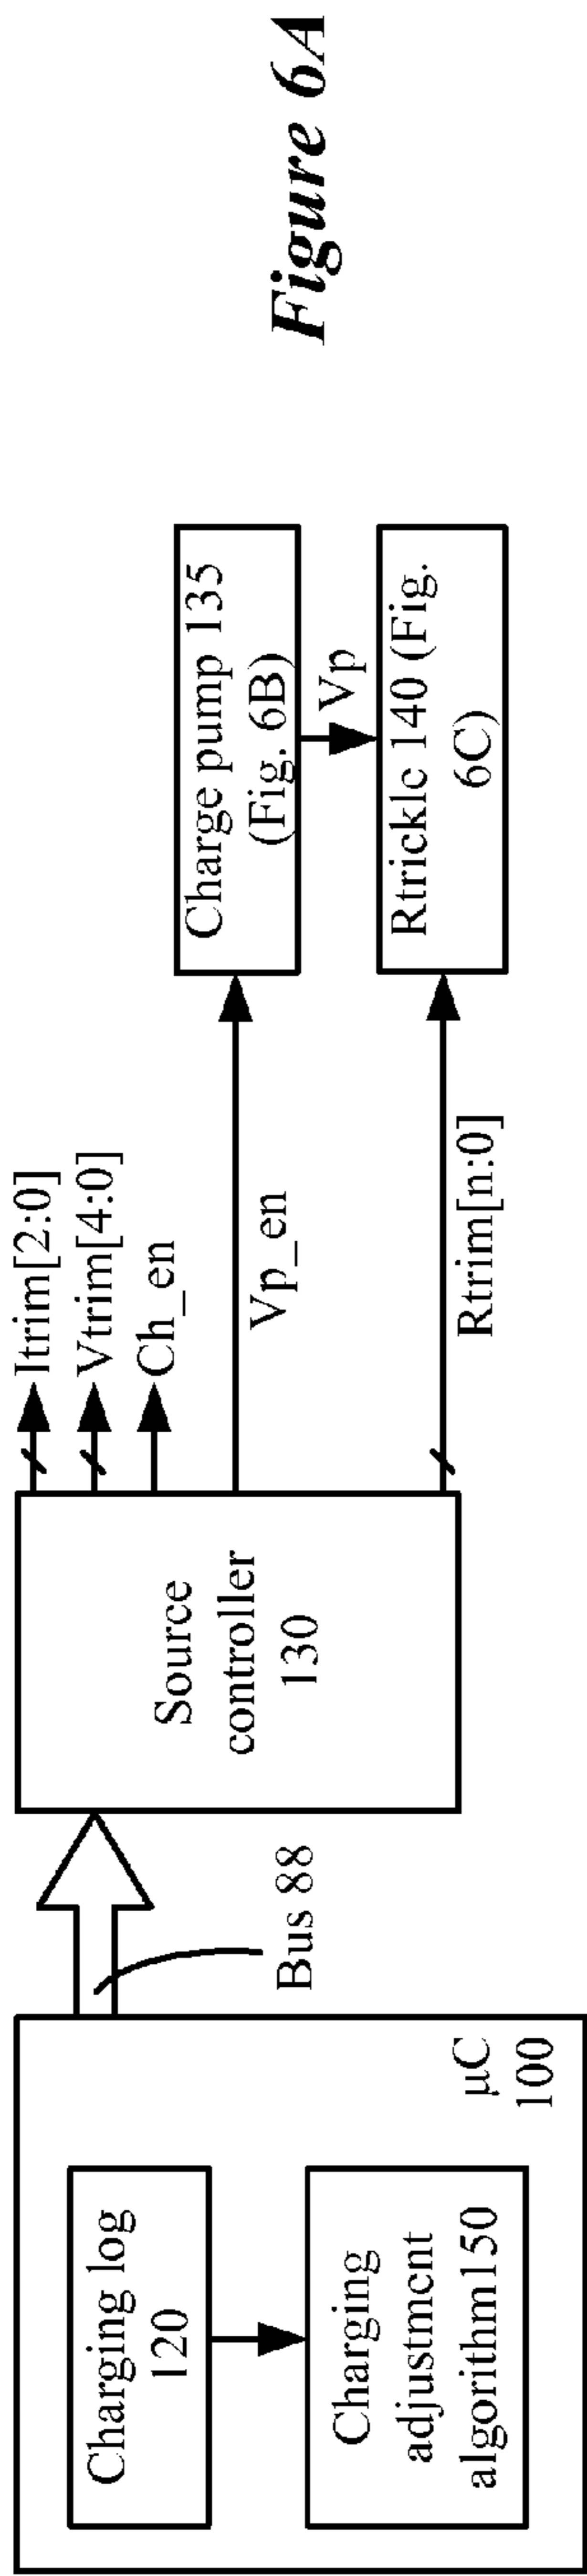 Charging log
120
Charging
adjustmcnt
algorithm150
μC
100
Bus 88
Source
controller
130
Itrim[2:0]
Vtrim[4:0]
Ch_en
Vp_en
Rtrim[n:0]
Charge pump 135
(Fig. 6B)
Vp
Rtricklc 140 (Fig.
6C)
Figure 6A